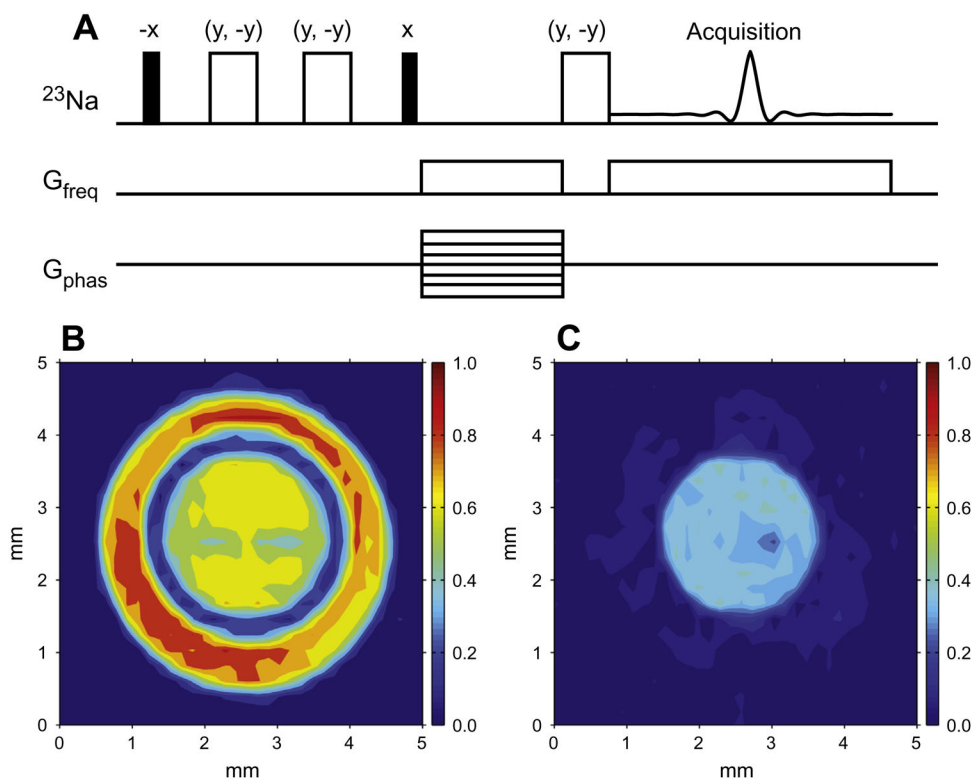 A
-x (y, -y) (y, -y) x (y, -y) Acquisition
23Na
Gfreq
Gphas
B C
5 1.0 5 1.0
4 0.8 4 0.8
3 0.6 3 0.6
mm mm
2 0.4 2 0.4
1 0.2 1 0.2
0 0.0 0 0.0
0 1 2 3 4 5 0 1 2 3 4 5
mm mm